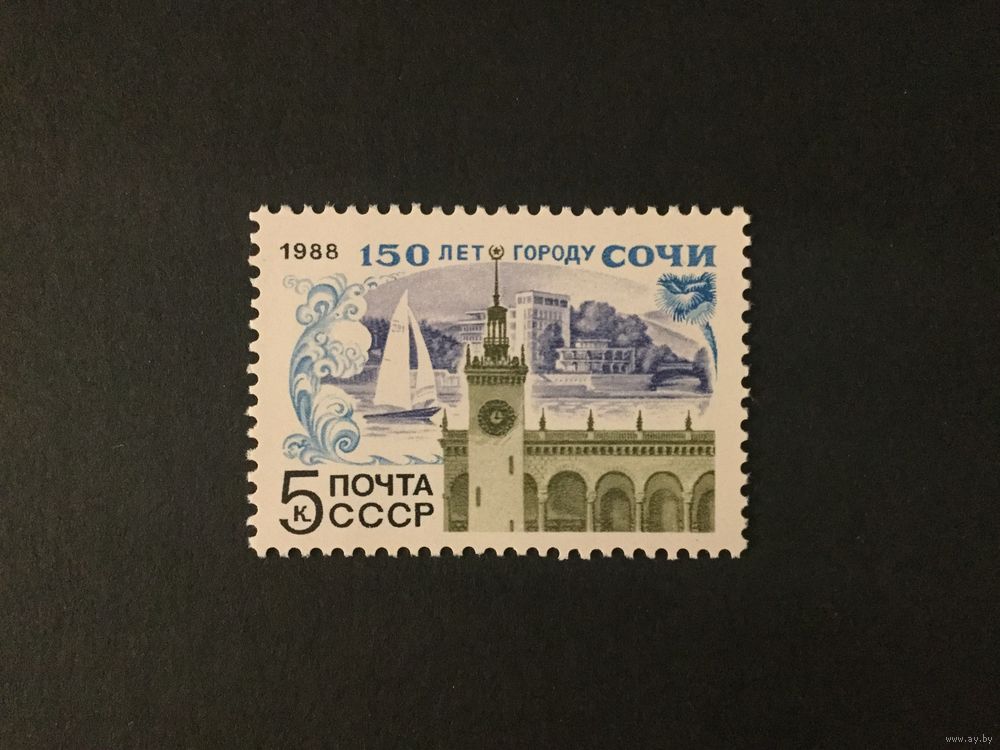 1988 150 ЛЕТ ГОРОДУ СОЧИ
5 к. ПОЧТА
СССР
www.ay.by